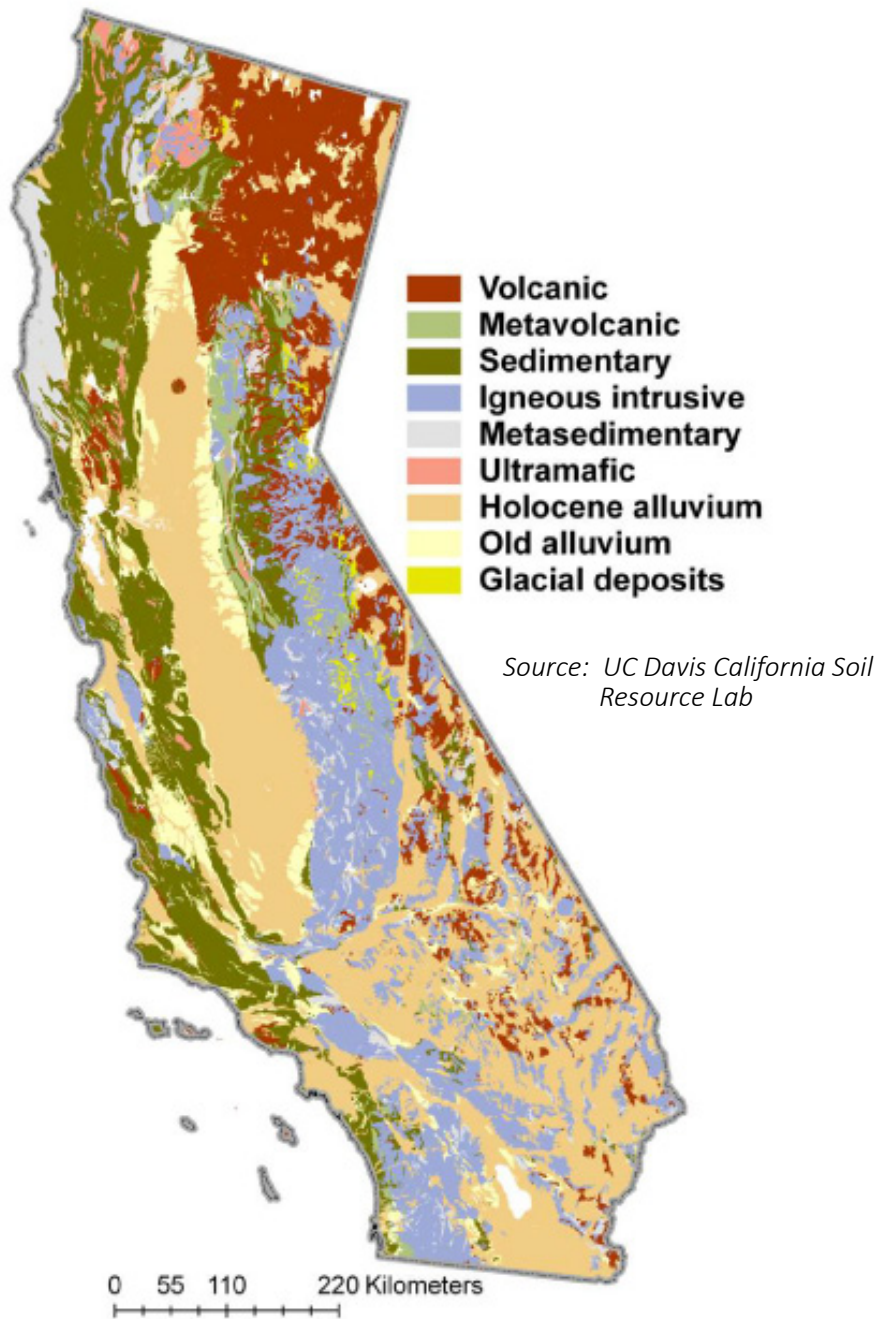 Volcanic
Metavolcanic
Sedimentary
Igneous intrusive
Metasedimentary
Ultramafic
Holocene alluvium
Old alluvium
Glacial deposits
Source:  UC Davis California Soil
Resource Lab
0 55 110 220 Kilometers